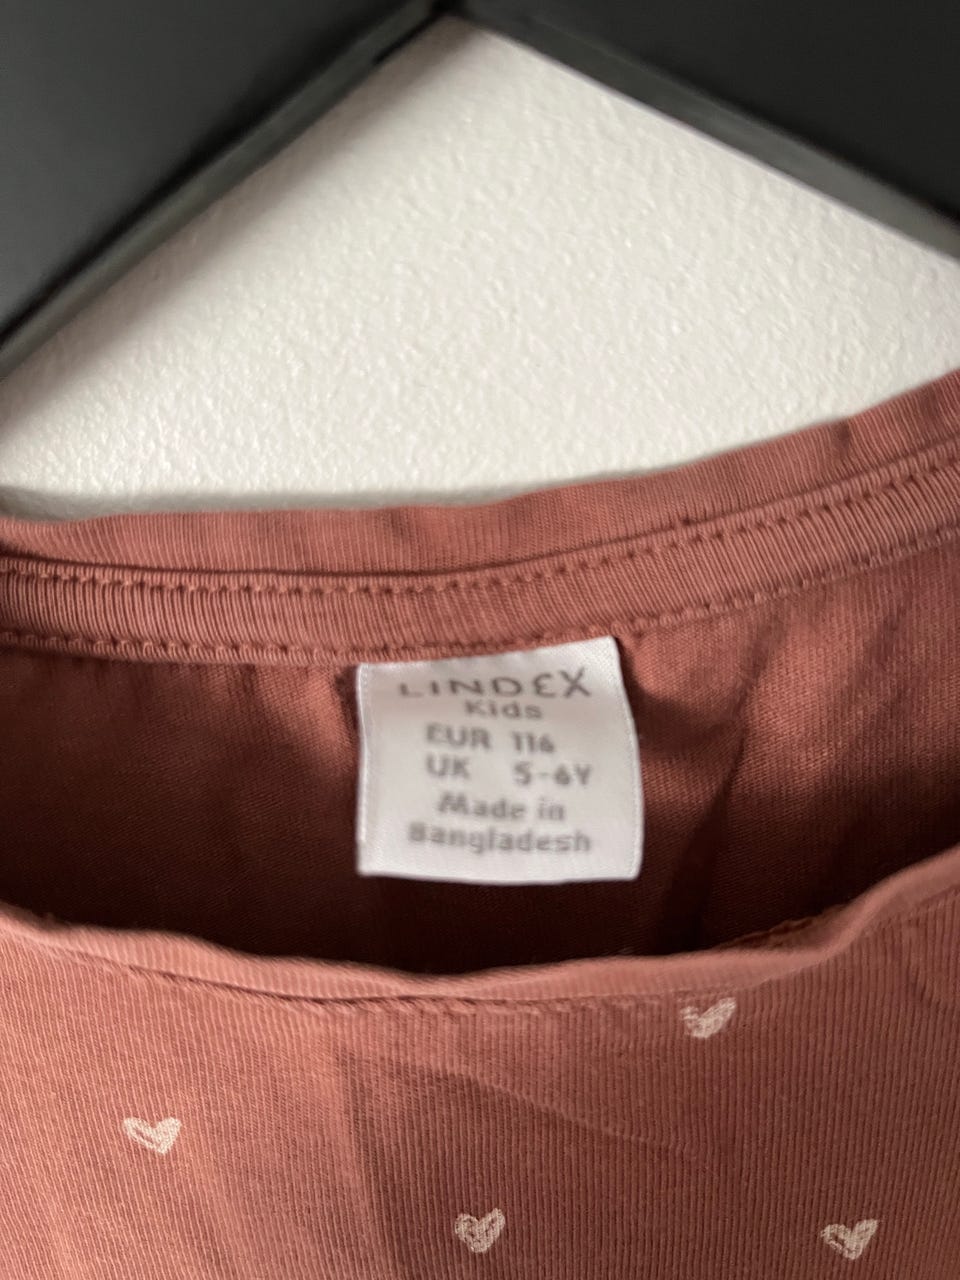 LINDEX
Kids
EUR 116
UK 5-6Y
Made in
Bangladesh